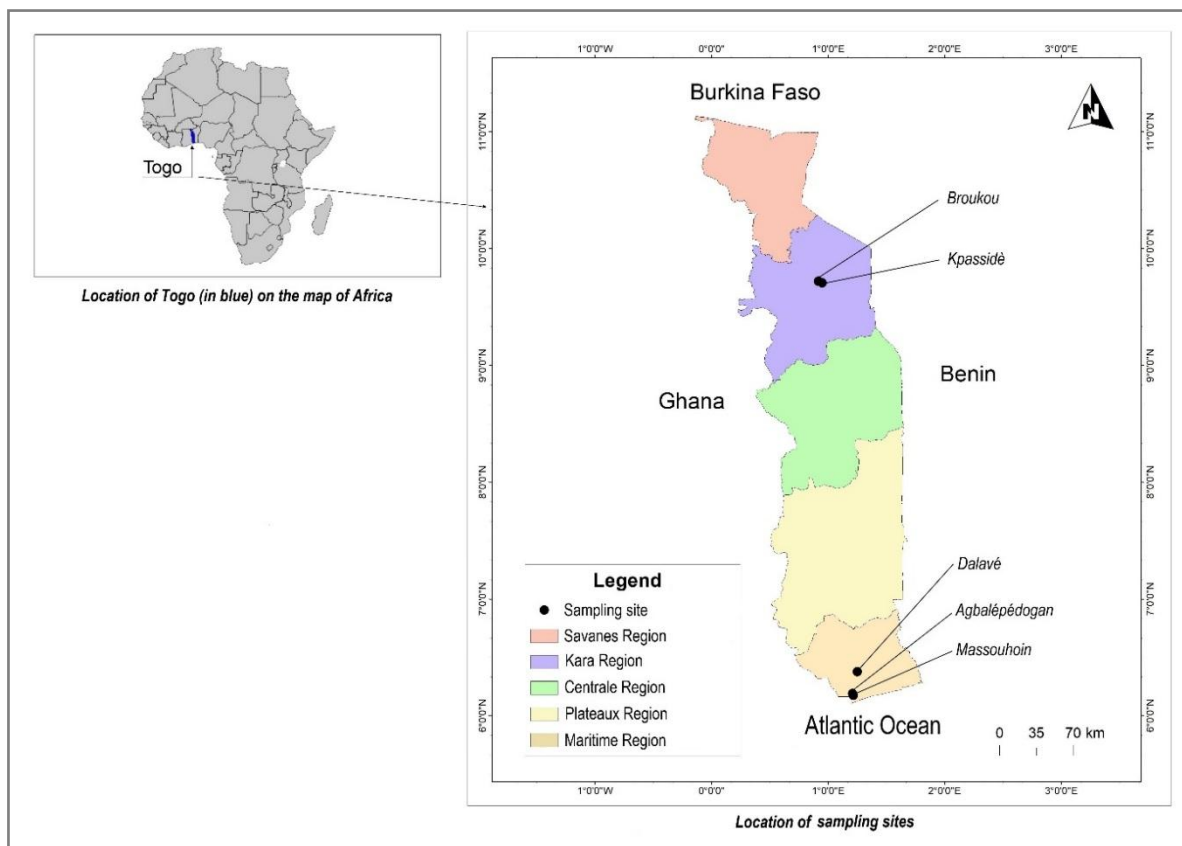 Togo
Location of Togo (in blue) on the map of Africa
1°0'0"W 0°0'0" 1°0'0"E 2°0'0"E 3°0'0"E
11°0'0"N
10°0'0"N
9°0'0"N
8°0'0"N
7°0'0"N
6°0'0"N
Burkina Faso
N
Broukou
Kpassidè
Benin
Ghana
Dalavé
Agbalépédogan
Massouhoin
Atlantic Ocean
Legend
Sampling site
Savanes Region
Kara Region
Centrale Region
Plateaux Region
Maritime Region
0 35 70 km
11°0'0"N
10°0'0"N
9°0'0"N
8°0'0"N
7°0'0"N
6°0'0"N
1°0'0"W 0°0'0" 1°0'0"E 2°0'0"E 3°0'0"E
Location of sampling sites